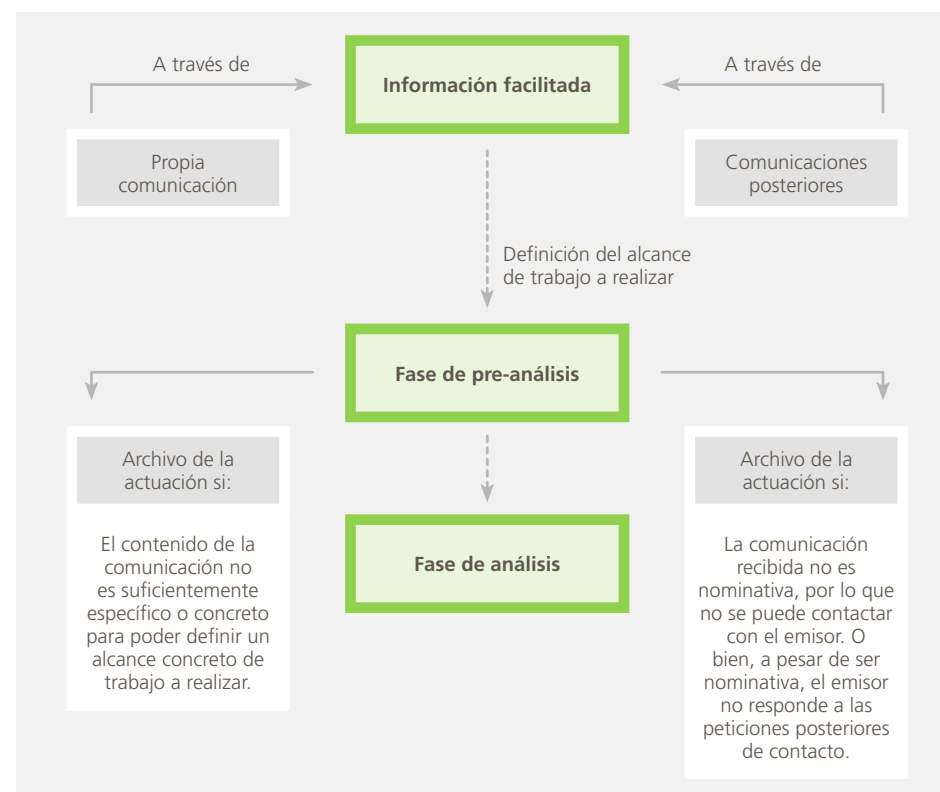 A través de
Información facilitada
A través de
Propia
comunicación
Comunicaciones
posteriores
Definición del alcance
de trabajo a realizar
Fase de pre-análisis
Archivo de la
actuación si:
El contenido de la
comunicación no
es suficientemente
específico o concreto
para poder definir un
alcance concreto de
trabajo a realizar.
Fase de análisis
Archivo de la
actuación si:
La comunicación
recibida no es
nominativa, por lo que
no se puede contactar
con el emisor. O
bien, a pesar de ser
nominativa, el emisor
no responde a las
peticiones posteriores
de contacto.